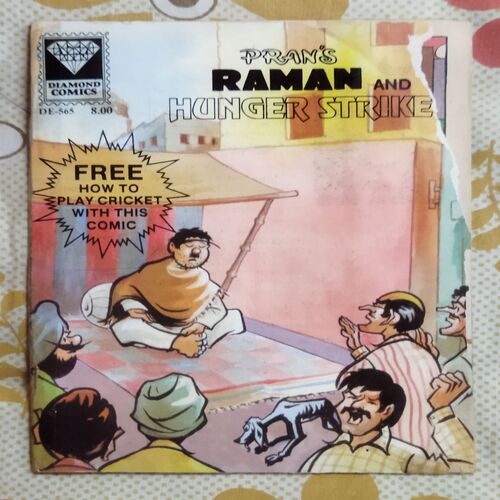 DIAMOND
COMICS
DE-565 8.00
PRAN'S
RAMAN AND
HUNGER STRIKE
FREE
HOW TO
PLAY CRICKET
WITH THIS
COMIC